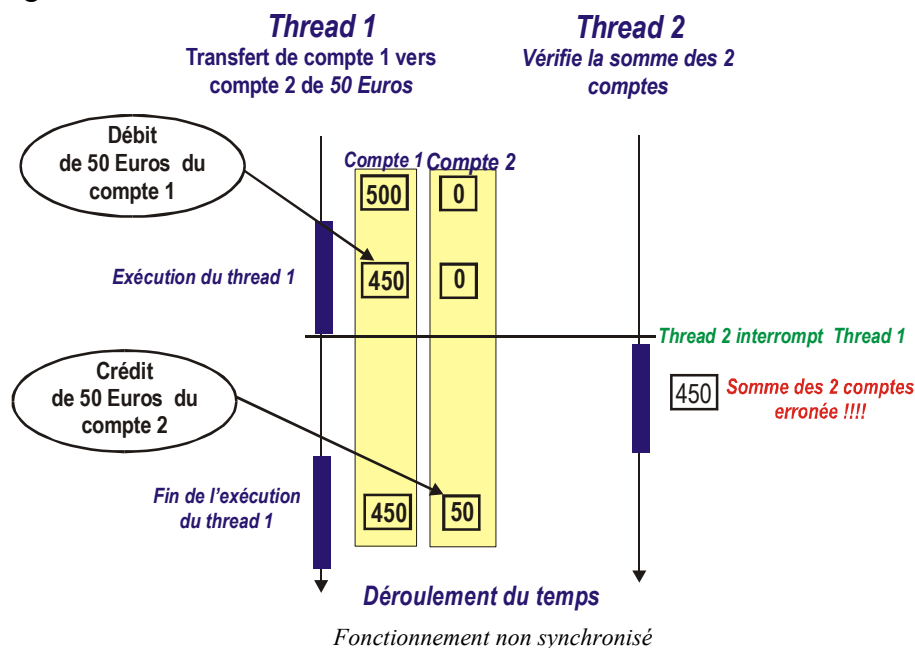 Thread 1
Transfert de compte 1 vers
compte 2 de 50 Euros
Thread 2
Vérifie la somme des 2
comptes
Débit
de 50 Euros du
compte 1
Compte 1
Compte 2
500
0
Exécution du thread 1
450
0
Thread 2 interrompt Thread 1
Crédit
de 50 Euros du
compte 2
450
Somme des 2 comptes
erronée !!!!
Fin de l'exécution
du thread 1
450
50
Déroulement du temps
Fonctionnement non synchronisé